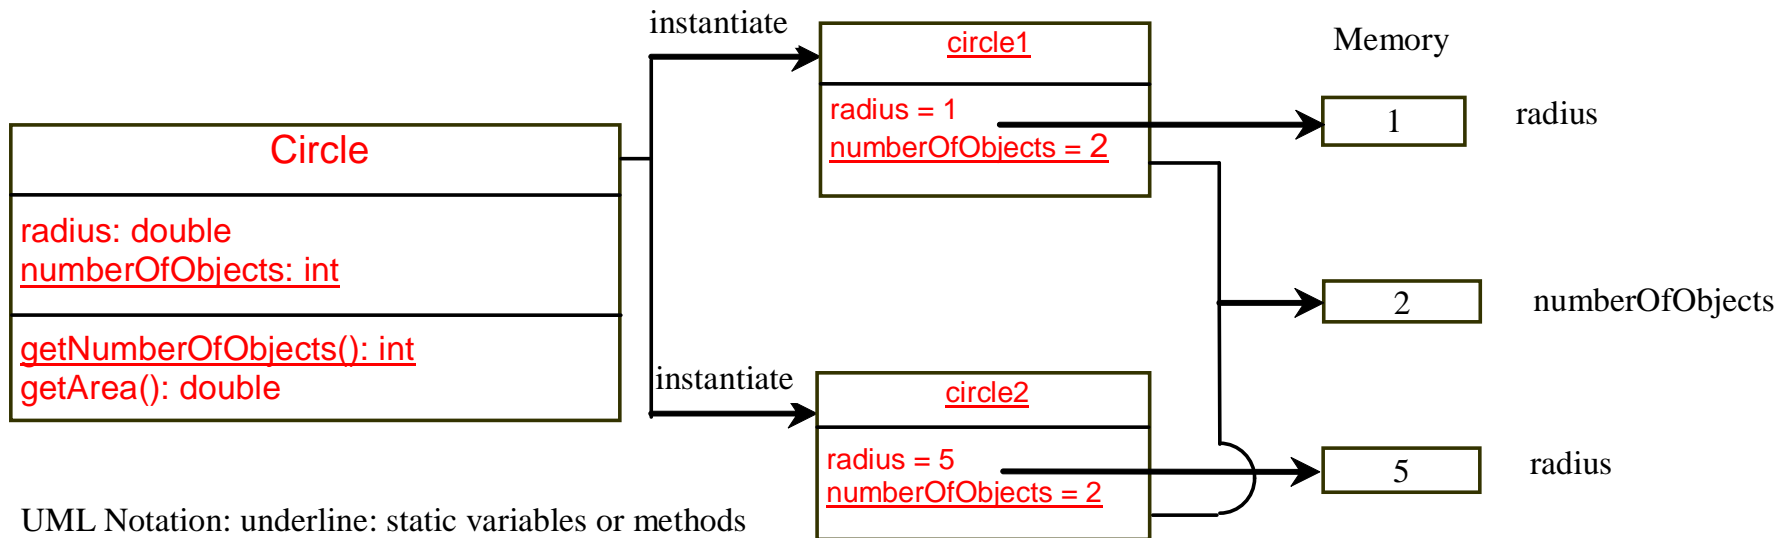 Circle
radius: double
numberOfObjects: int
getNumberOfObjects(): int
getArea(): double
UML Notation: underline: static variables or methods
instantiate
circle1
radius = 1
numberOfObjects = 2
instantiate
circle2
radius = 5
numberOfObjects = 2
Memory
1 radius
2 numberOfObjects
5 radius